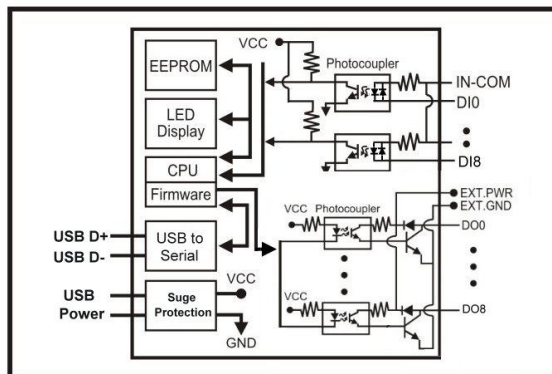 VCC
EEPROM
Photocoupler
IN-COM
DI0
LED
Display
DI8
CPU
Firmware
EXT.PWR
EXT.GND
Photocoupler
VCC
DO0
USB D+
USB D-
USB to
Serial
VCC
USB
Power
Suge
Protection
GND
VCC
DO8